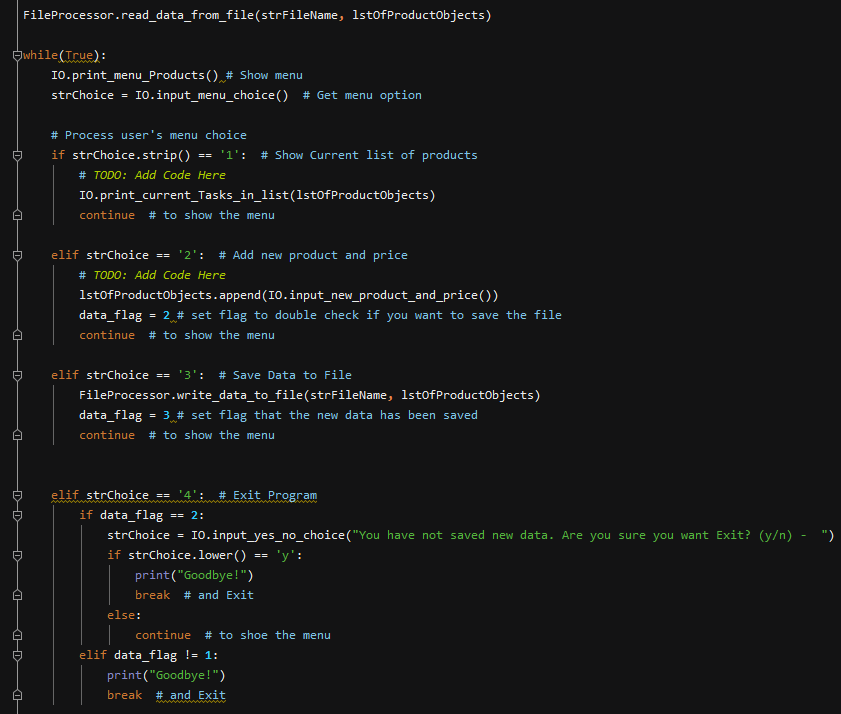 FileProcessor.read_data_from_file(strFileName, lstOfProductObjects)

while(True):
    IO.print_menu_Products() # Show menu
    strChoice = IO.input_menu_choice()  # Get menu option

    # Process user's menu choice
    if strChoice.strip() == '1':  # Show Current list of products
        # TODO: Add Code Here
        IO.print_current_Tasks_in_list(lstOfProductObjects)
        continue  # to show the menu

    elif strChoice == '2':  # Add new product and price
        # TODO: Add Code Here
        lstOfProductObjects.append(IO.input_new_product_and_price())
        data_flag = 2 # set flag to double check if you want to save the file
        continue  # to show the menu

    elif strChoice == '3':  # Save Data to File
        FileProcessor.write_data_to_file(strFileName, lstOfProductObjects)
        data_flag = 3 # set flag that the new data has been saved
        continue  # to show the menu


    elif strChoice == '4':  # Exit Program
        if data_flag == 2:
            strChoice = IO.input_yes_no_choice("You have not saved new data. Are you sure you want Exit? (y/n) -  ")
            if strChoice.lower() == 'y':
                print("Goodbye!")
                break  # and Exit
            else:
                continue  # to shoe the menu
        elif data_flag != 1:
            print("Goodbye!")
            break  # and Exit